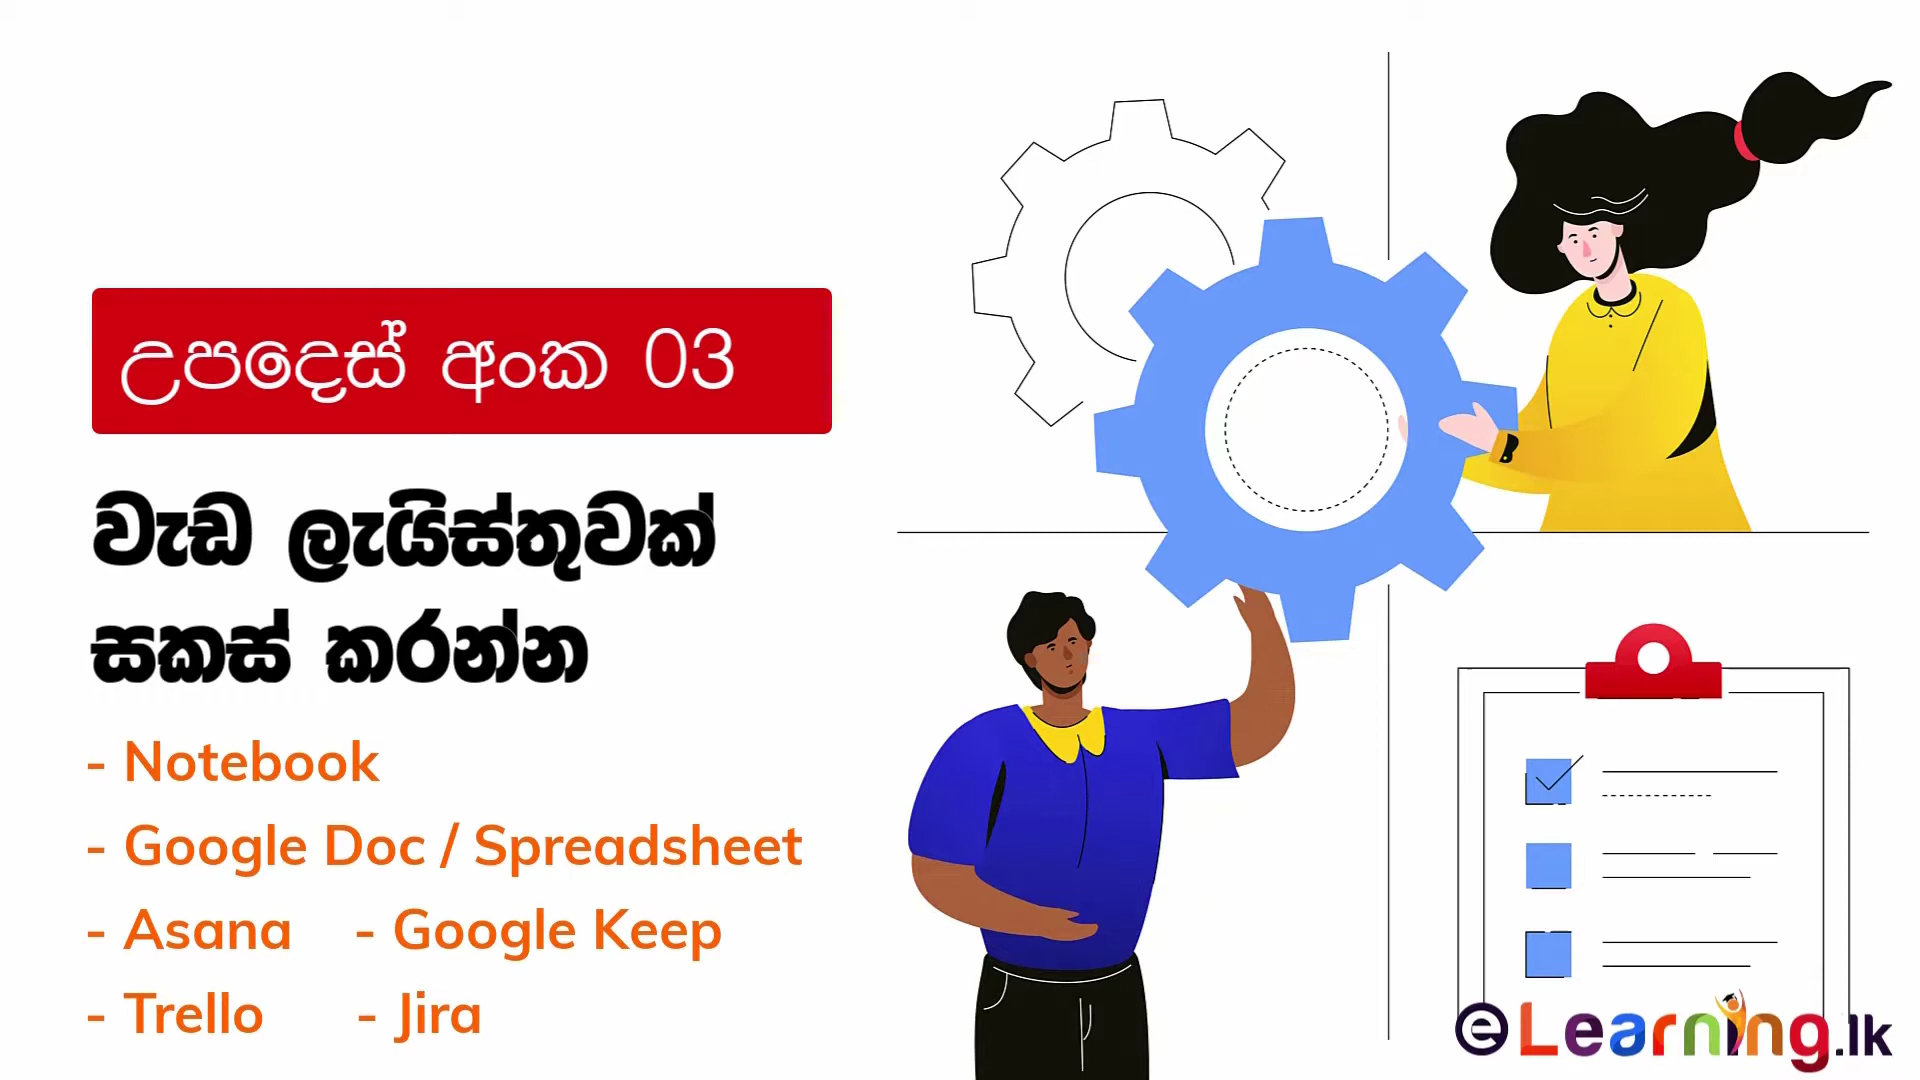 උපදෙස් අංක 03
වැඩ ලැයිස්තුවක්
සකස් කරන්න
- Notebook
- Google Doc / Spreadsheet
- Asana - Google Keep
- Trello - Jira
eLearning.lk